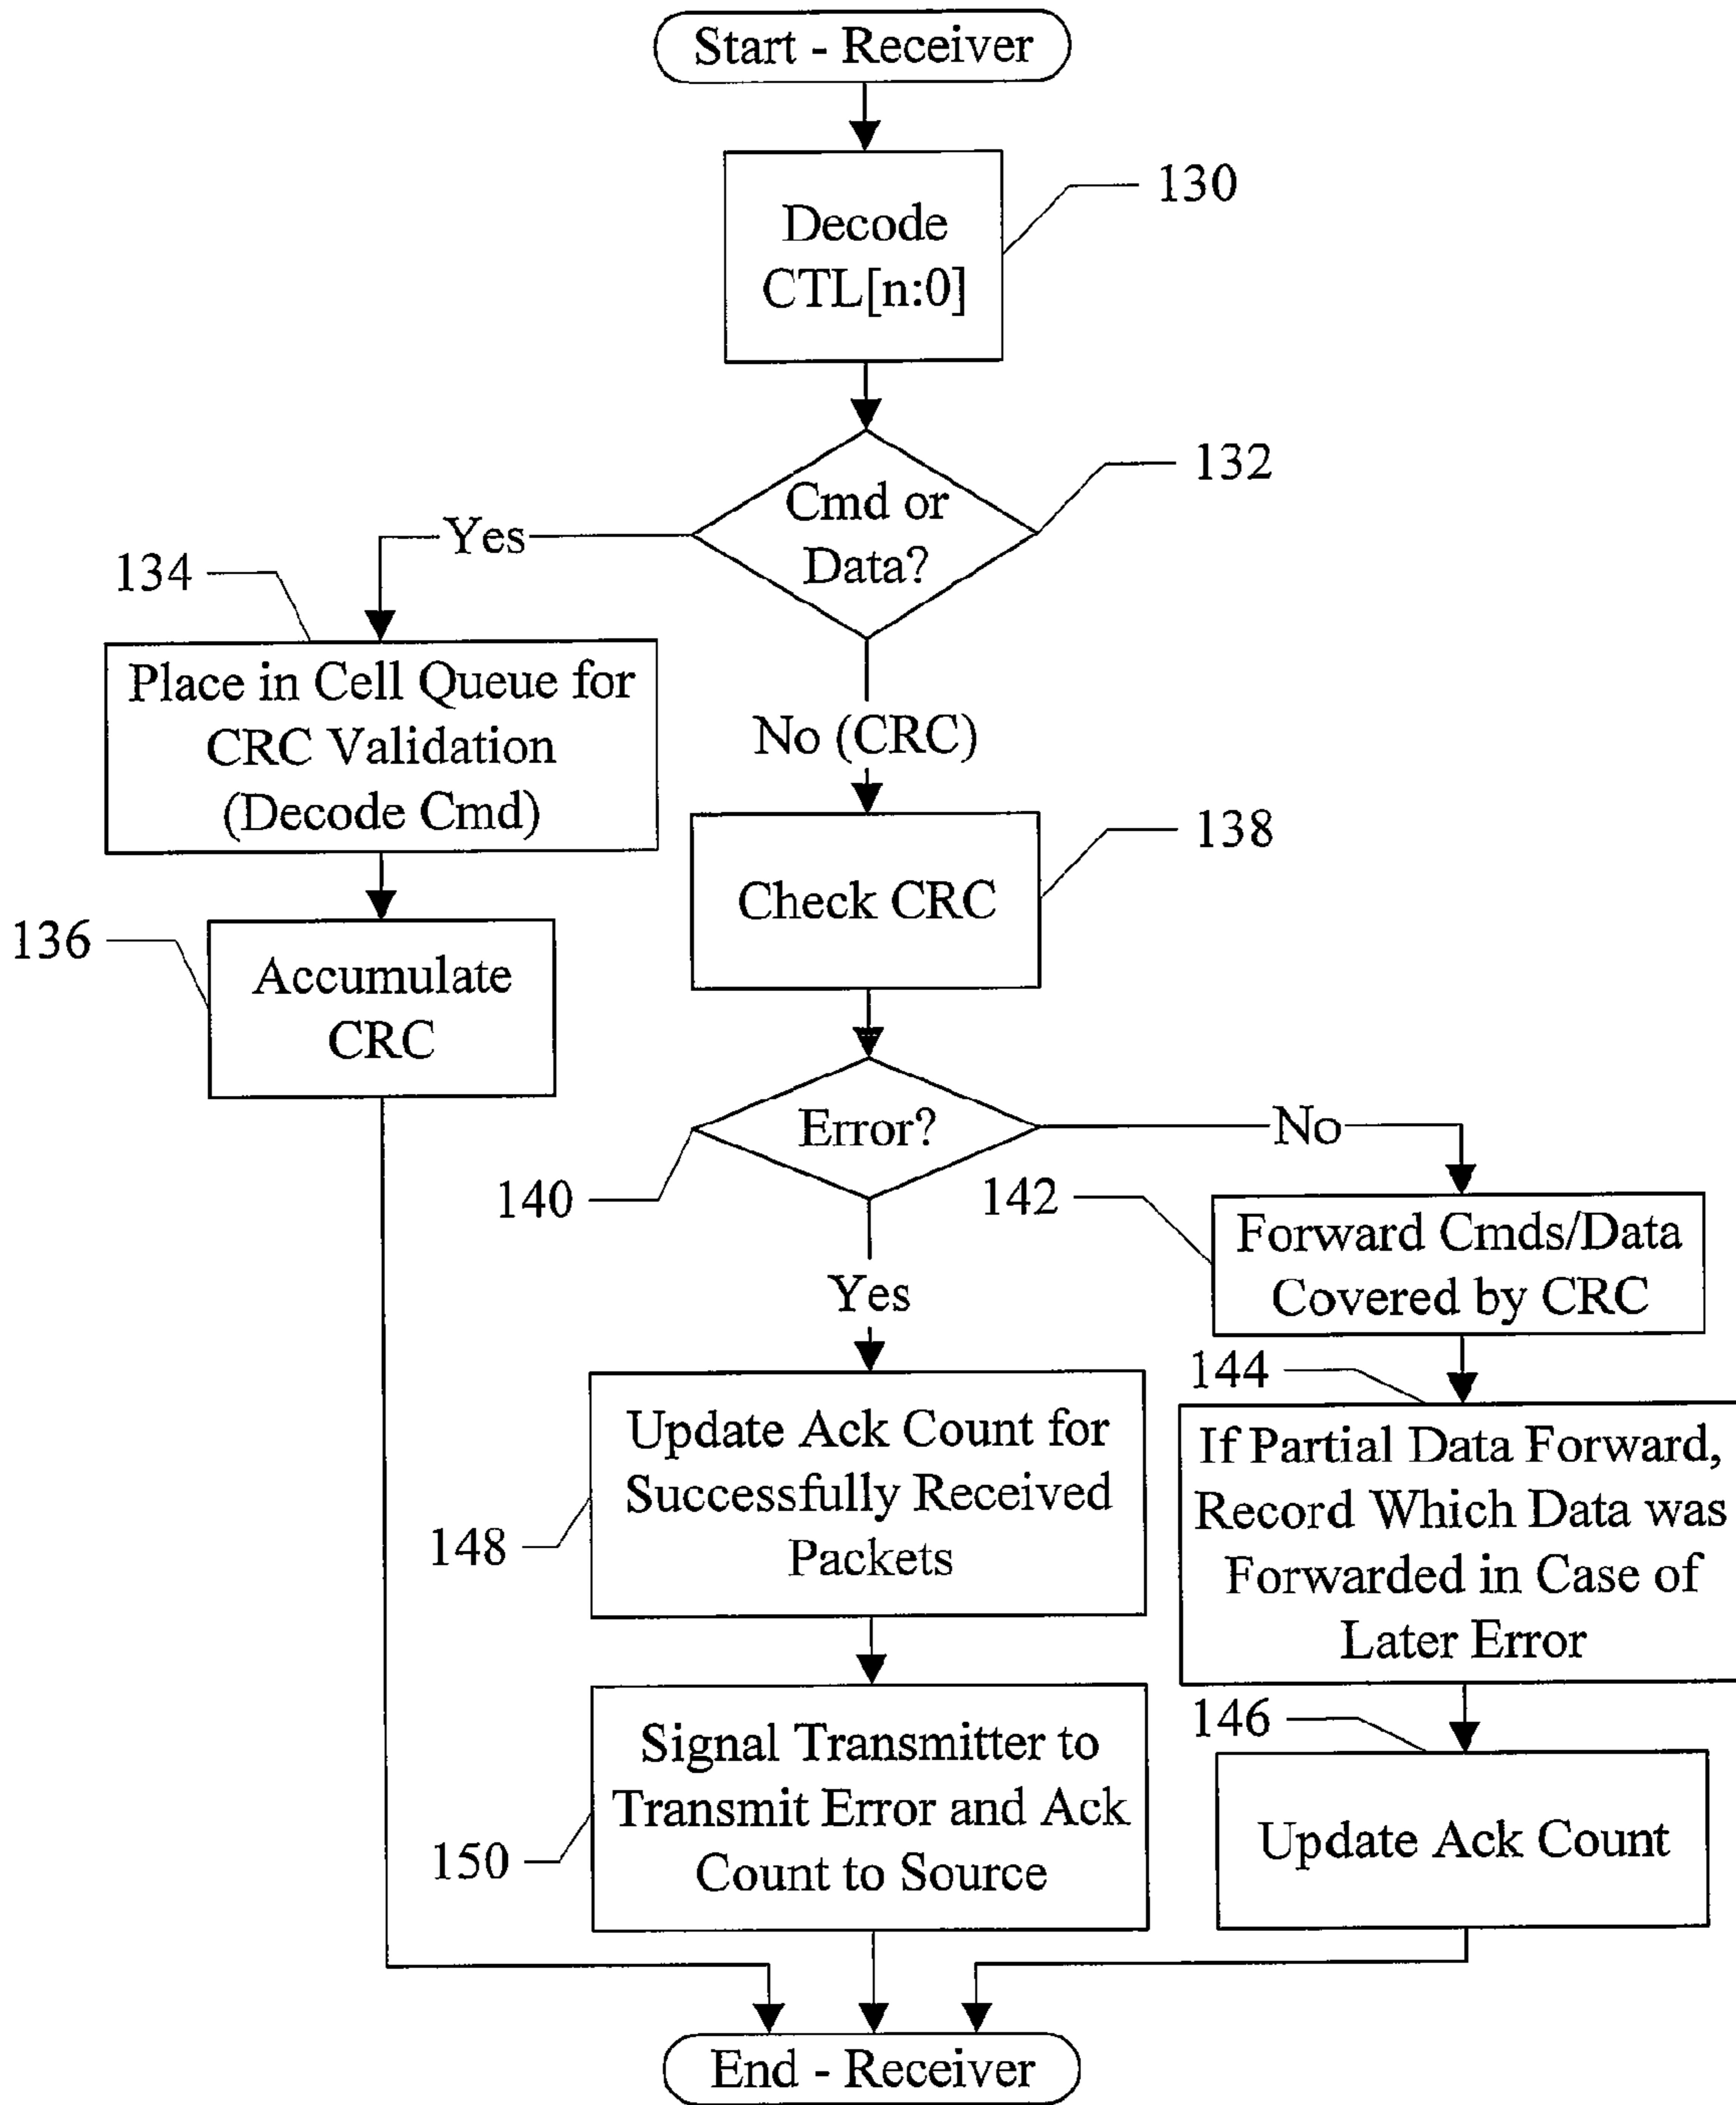 Start - Receiver
130
Decode
CTL[n:0]
132
Cmd or
Data?
Yes
134
Place in Cell Queue for
CRC Validation
(Decode Cmd)
No (CRC)
138
Check CRC
136
Accumulate
CRC
Error?
No
140
142
Forward Cmds/Data
Covered by CRC
Yes
144
If Partial Data Forward,
Record Which Data was
Forwarded in Case of
Later Error
Update Ack Count for
Successfully Received
Packets
148
146
Update Ack Count
Signal Transmitter to
Transmit Error and Ack
Count to Source
150
End - Receiver